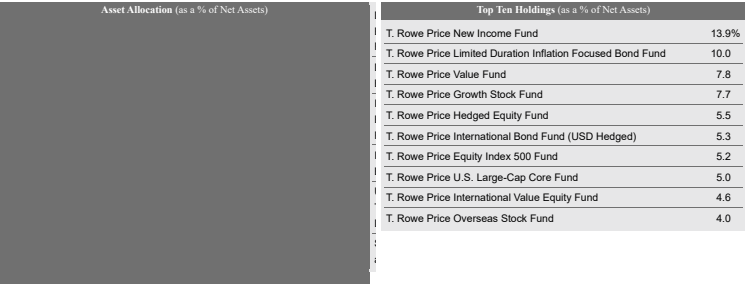 Asset Allocation (as a % of Net Assets)
Top Ten Holdings (as a % of Net Assets)
T. Rowe Price New Income Fund 13.9%
T. Rowe Price Limited Duration Inflation Focused Bond Fund 10.0
T. Rowe Price Value Fund 7.8
T. Rowe Price Growth Stock Fund 7.7
T. Rowe Price Hedged Equity Fund 5.5
T. Rowe Price International Bond Fund (USD Hedged) 5.3
T. Rowe Price Equity Index 500 Fund 5.2
T. Rowe Price U.S. Large-Cap Core Fund 5.0
T. Rowe Price International Value Equity Fund 4.6
T. Rowe Price Overseas Stock Fund 4.0